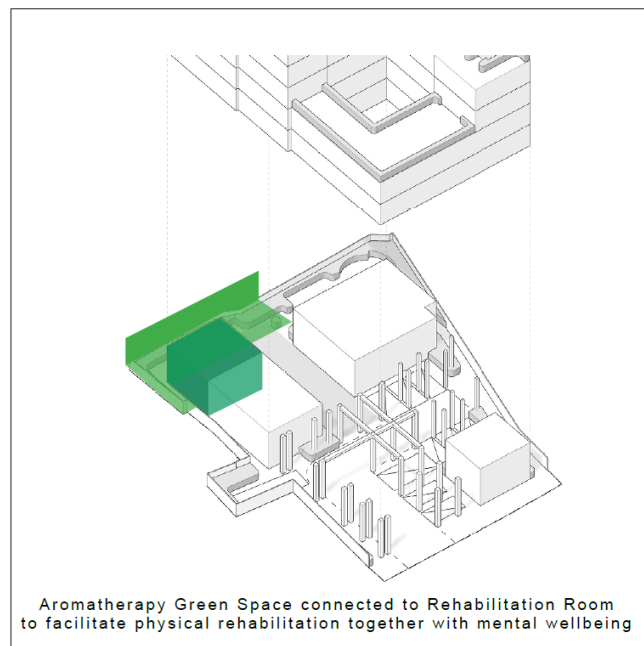 Aromatherapy Green Space connected to Rehabilitation Room
to facilitate physical rehabilitation together with mental wellbeing